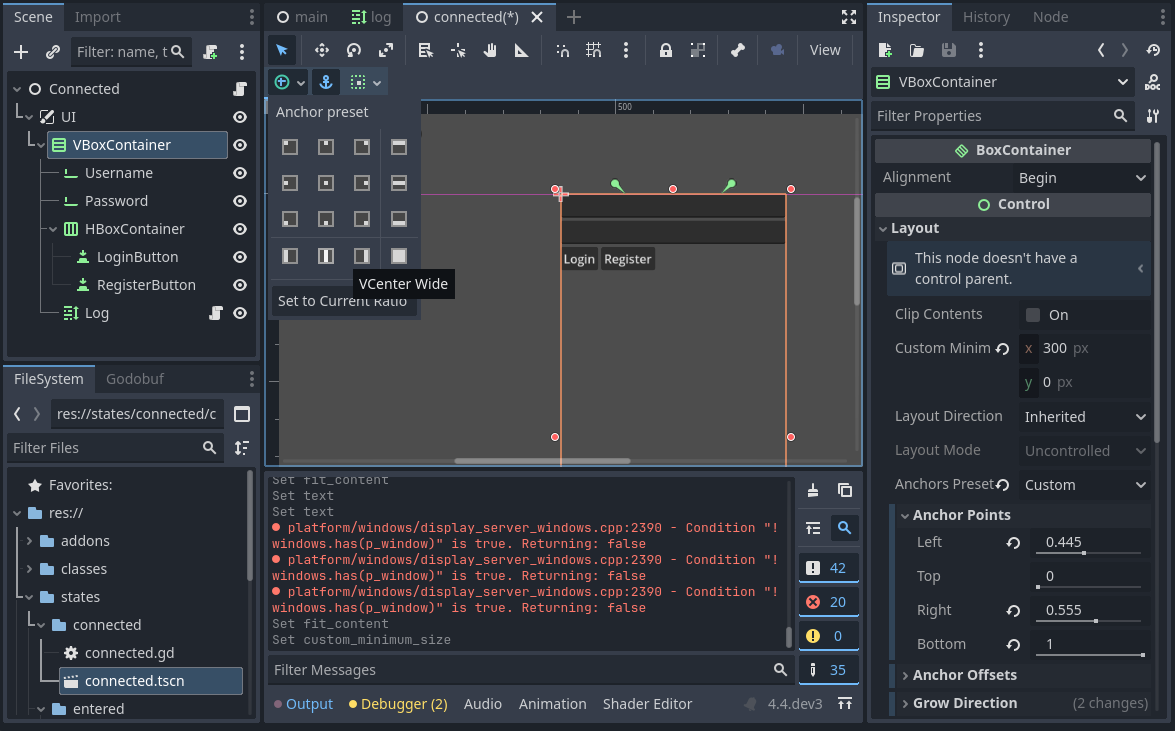 Scene
Import
Filter: name, t
Connected
UI
VBoxContainer
Username
Password
HBoxContainer
LoginButton
RegisterButton
Log
FileSystem
Godobuf
res://states/connected/c
Filter Files
Favorites:
res://
addons
classes
states
connected
connected.gd
connected.tscn
entered
main
log
connected(*)
View
Anchor preset
VCenter Wide
Set to Current Ratio
500
Login
Register
Set fit_content
Set text
Set text
platform/windows/display_server_windows.cpp:2390 - Condition "!
windows.has(p_window)" is true. Returning: false
platform/windows/display_server_windows.cpp:2390 - Condition "!
windows.has(p_window)" is true. Returning: false
platform/windows/display_server_windows.cpp:2390 - Condition "!
windows.has(p_window)" is true. Returning: false
Set fit_content
Set custom_minimum_size
42
20
0
35
Filter Messages
Output
Debugger (2)
Audio
Animation
Shader Editor
4.4.dev3
Inspector
History
Node
VBoxContainer
DOC
Filter Properties
BoxContainer
Alignment
Begin
Control
Layout
This node doesn't have a
control parent.
Clip Contents
On
Custom Minim
x 300 px
y 0 px
Layout Direction
Inherited
Layout Mode
Uncontrolled
Anchors Preset
Custom
Anchor Points
Left
0.445
Top
0
Right
0.555
Bottom
1
Anchor Offsets
Grow Direction
(2 changes)